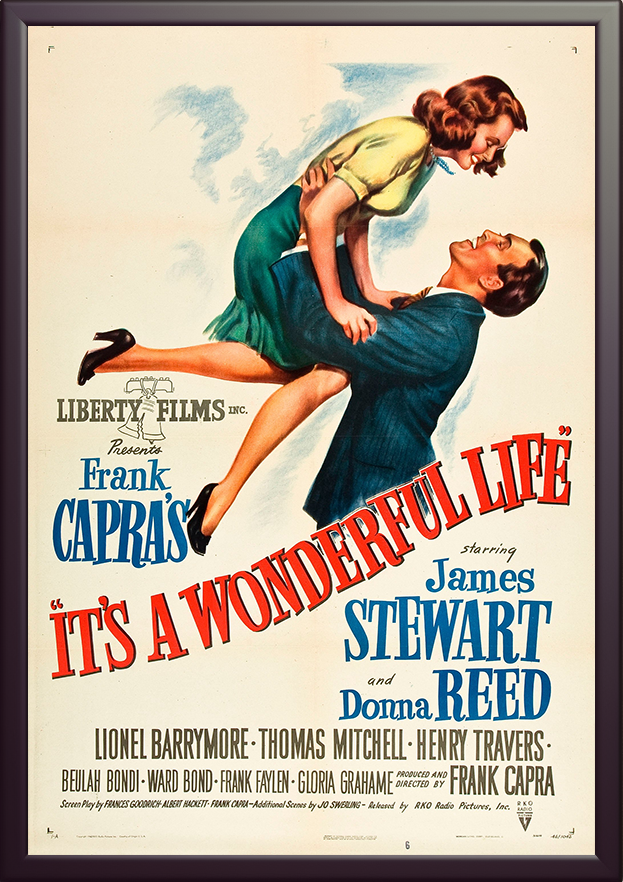 LIBERTY FILMS INC.
Presents
Frank
CAPRA'S
"IT'S A WONDERFUL LIFE"
starring
James
STEWART
and
Donna REED
LIONEL BARRYMORE · THOMAS MITCHELL · HENRY TRAVERS ·
BEULAH BONDI · WARD BOND · FRANK FAYLEN · GLORIA GRAHAME PRODUCED AND DIRECTED BY FRANK CAPRA
Screen Play by FRANCES GOODRICH · ALBERT HACKETT · FRANK CAPRA — Additional Scenes by JO SWERLING — Released by RKO Radio Pictures, Inc.
RKO
RADIO
6